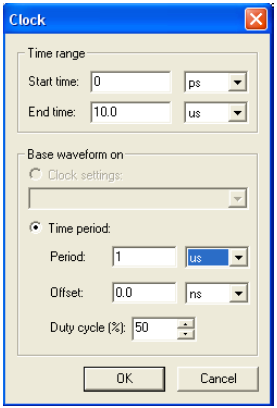 Clock
Time range
Start time: 0 ps
End time: 10.0 us
Base waveform on
Clock settings:
Time period:
Period: 1 us
Offset: 0.0 ns
Duty cycle (%): 50
OK Cancel